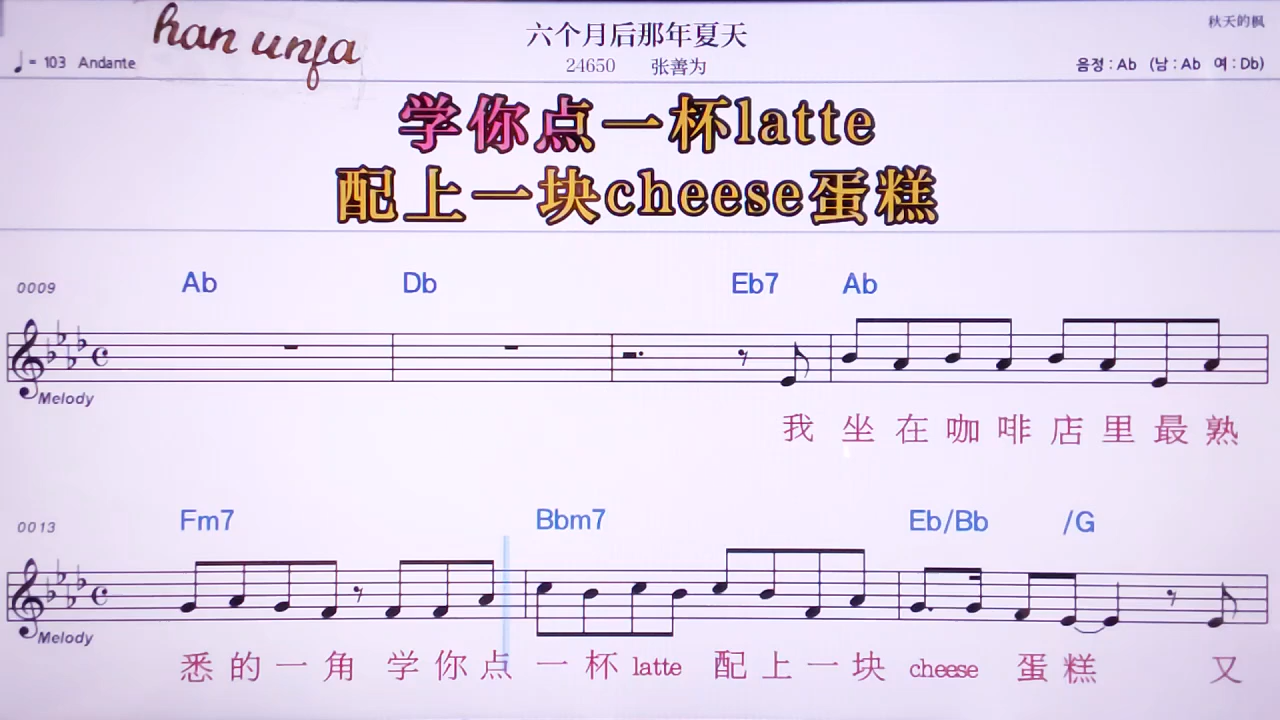 han unfa
六个月后那年夏天
秋天的枫
♩= 103 Andante
24650 张善为
음정 : Ab (남 : Ab 여 : Db)
学你点一杯latte
配上一块cheese蛋糕
0009 Ab Db Eb7 Ab
Melody
我 坐 在 咖 啡 店 里 最 熟
0013 Fm7 Bbm7 Eb/Bb /G
Melody
悉 的 一 角 学 你 点 一 杯 latte 配 上 一 块 cheese 蛋 糕 又